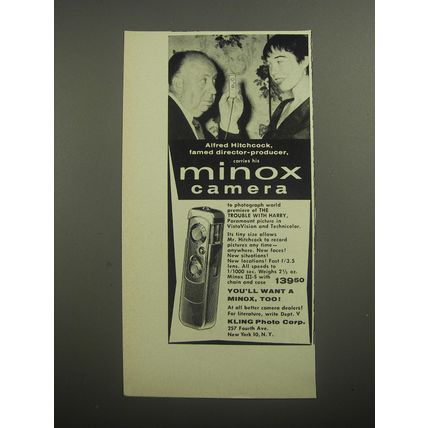 Alfred Hitchcock,
famed director-producer,
carries his
minox
camera
to photograph world
premiere of THE
TROUBLE WITH HARRY,
Paramount picture in
VistaVision and Technicolor.
Its tiny size allows
Mr. Hitchcock to record
pictures any time—
anywhere. New faces!
New situations!
New locations! Fast f/3.5
lens. All speeds to
1/1000 sec. Weighs 2½ oz.
Minox III-S with
chain and case 139.50
YOU'LL WANT A
MINOX, TOO!
At all better camera dealers!
For literature, write Dept. V
KLING Photo Corp.
257 Fourth Ave.
New York 10, N. Y.